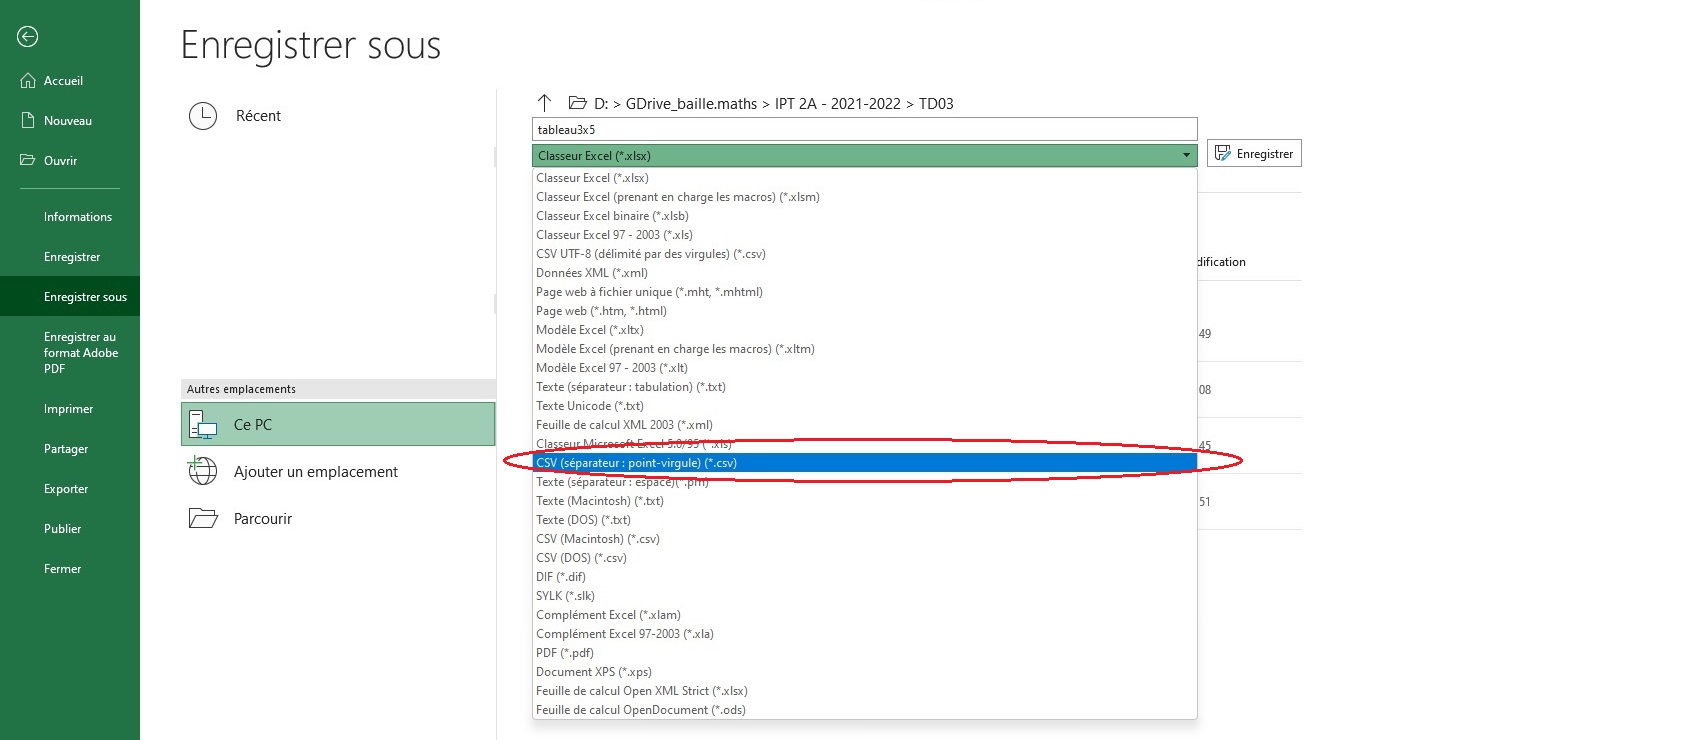 Enregistrer sous
Accueil
Nouveau
Ouvrir
Informations
Enregistrer
Enregistrer sous
Enregistrer au
format Adobe
PDF
Imprimer
Partager
Exporter
Publier
Fermer
Récent
Autres emplacements
Ce PC
Ajouter un emplacement
Parcourir
D: > GDrive_baille.maths > IPT 2A - 2021-2022 > TD03
tableau3x5
Classeur Excel (*.xlsx)
Enregistrer
Classeur Excel (*.xlsx)
Classeur Excel (prenant en charge les macros) (*.xlsm)
Classeur Excel binaire (*.xlsb)
Classeur Excel 97 - 2003 (*.xls)
CSV UTF-8 (délimité par des virgules) (*.csv)
Données XML (*.xml)
Page web à fichier unique (*.mht, *.mhtml)
Page web (*.htm, *.html)
Modèle Excel (*.xltx)
Modèle Excel (prenant en charge les macros) (*.xltm)
Modèle Excel 97 - 2003 (*.xlt)
Texte (séparateur : tabulation) (*.txt)
Texte Unicode (*.txt)
Feuille de calcul XML 2003 (*.xml)
Classeur Microsoft Excel 5.0/95 (*.xls)
CSV (séparateur : point-virgule) (*.csv)
Texte (séparateur : espace)(*.prn)
Texte (Macintosh) (*.txt)
Texte (DOS) (*.txt)
CSV (Macintosh) (*.csv)
CSV (DOS) (*.csv)
DIF (*.dif)
SYLK (*.slk)
Complément Excel (*.xlam)
Complément Excel 97-2003 (*.xla)
PDF (*.pdf)
Document XPS (*.xps)
Feuille de calcul Open XML Strict (*.xlsx)
Feuille de calcul OpenDocument (*.ods)
dification
49
08
45
51